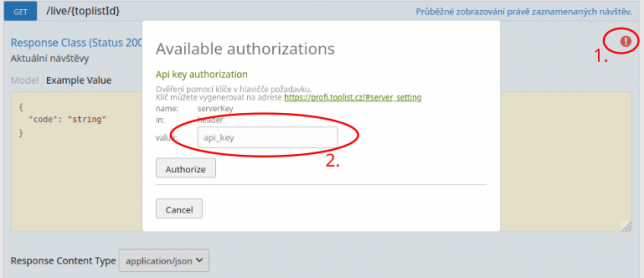 GET /live/{toplistId} Průběžné zobrazování právě zaznamenaných návštěv.
Response Class (Status 200
1.
Aktuální návštěvy
Model Example Value
{
"code": "string"
}
Available authorizations
Api key authorization
Ověření pomocí klíče v hlavičče požadavku.
Klíč můžete vygenerovat na adrese https://profi.toplist.cz/#server_setting
name: serverKey
in: header
value: api_key
2.
Authorize
Cancel
Response Content Type application/json